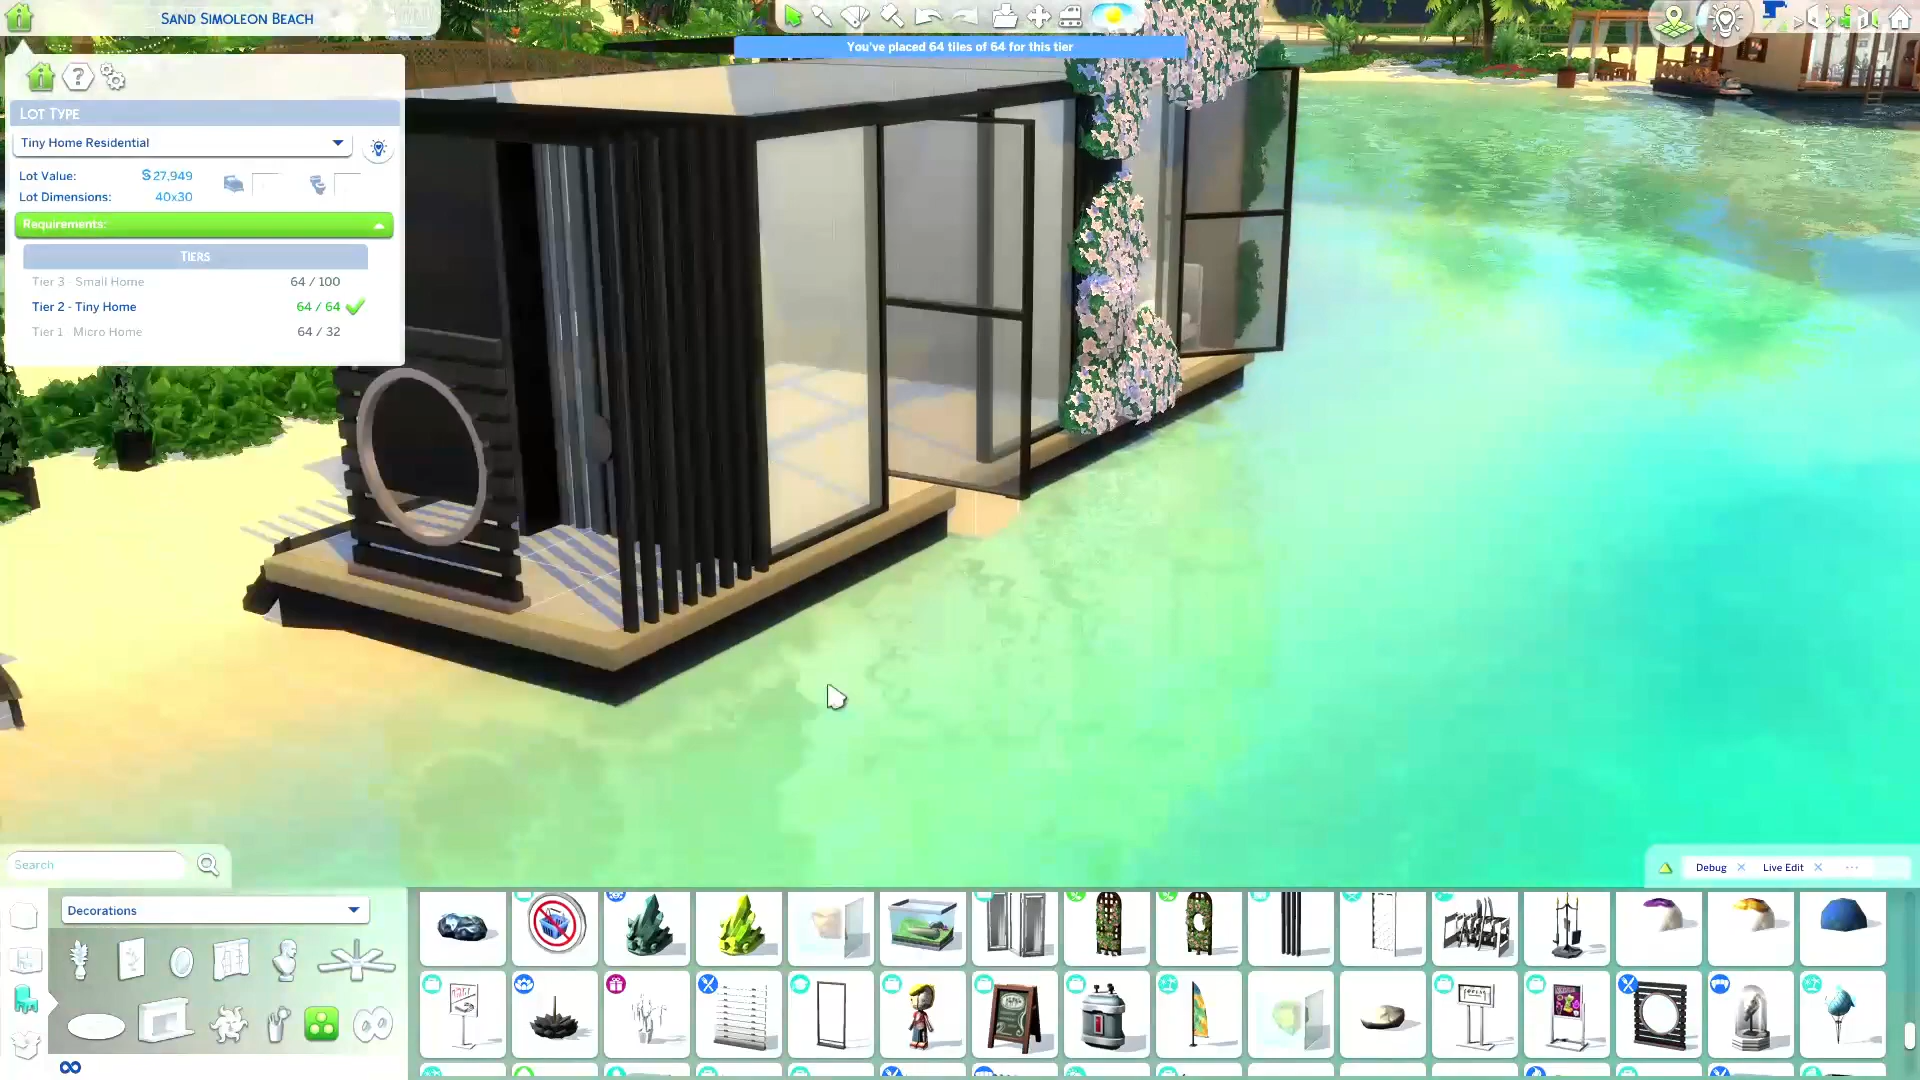 SAND SIMOLEON BEACH
You've placed 64 tiles of 64 for this tier
LOT TYPE
Tiny Home Residential
Lot Value: §27,949
Lot Dimensions: 40x30
Requirements:
TIERS
Tier 3 - Small Home 64 / 100
Tier 2 - Tiny Home 64 / 64
Tier 1 - Micro Home 64 / 32
Search
Debug
Live Edit
Decorations